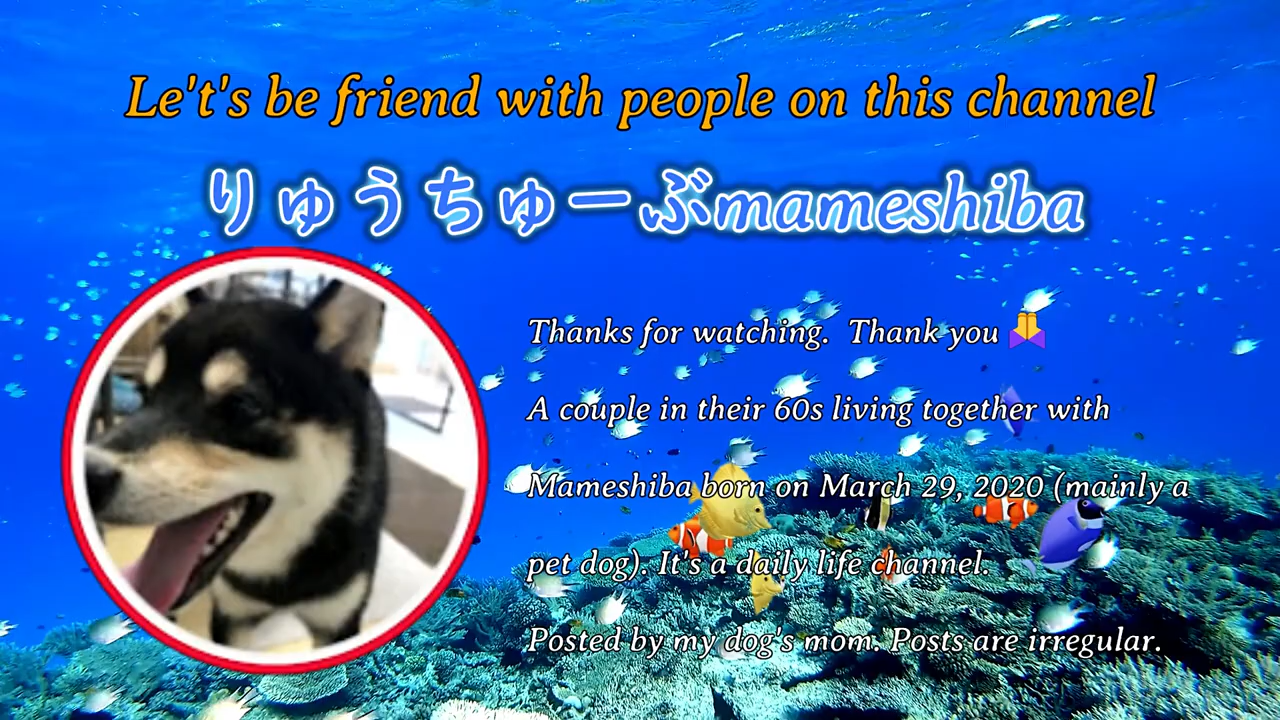 Le't's be friend with people on this channel
りゅうちゅーぶmameshiba
Thanks for watching. Thank you
A couple in their 60s living together with
Mameshiba born on March 29, 2020 (mainly a
pet dog). It's a daily life channel.
Posted by my dog's mom. Posts are irregular.